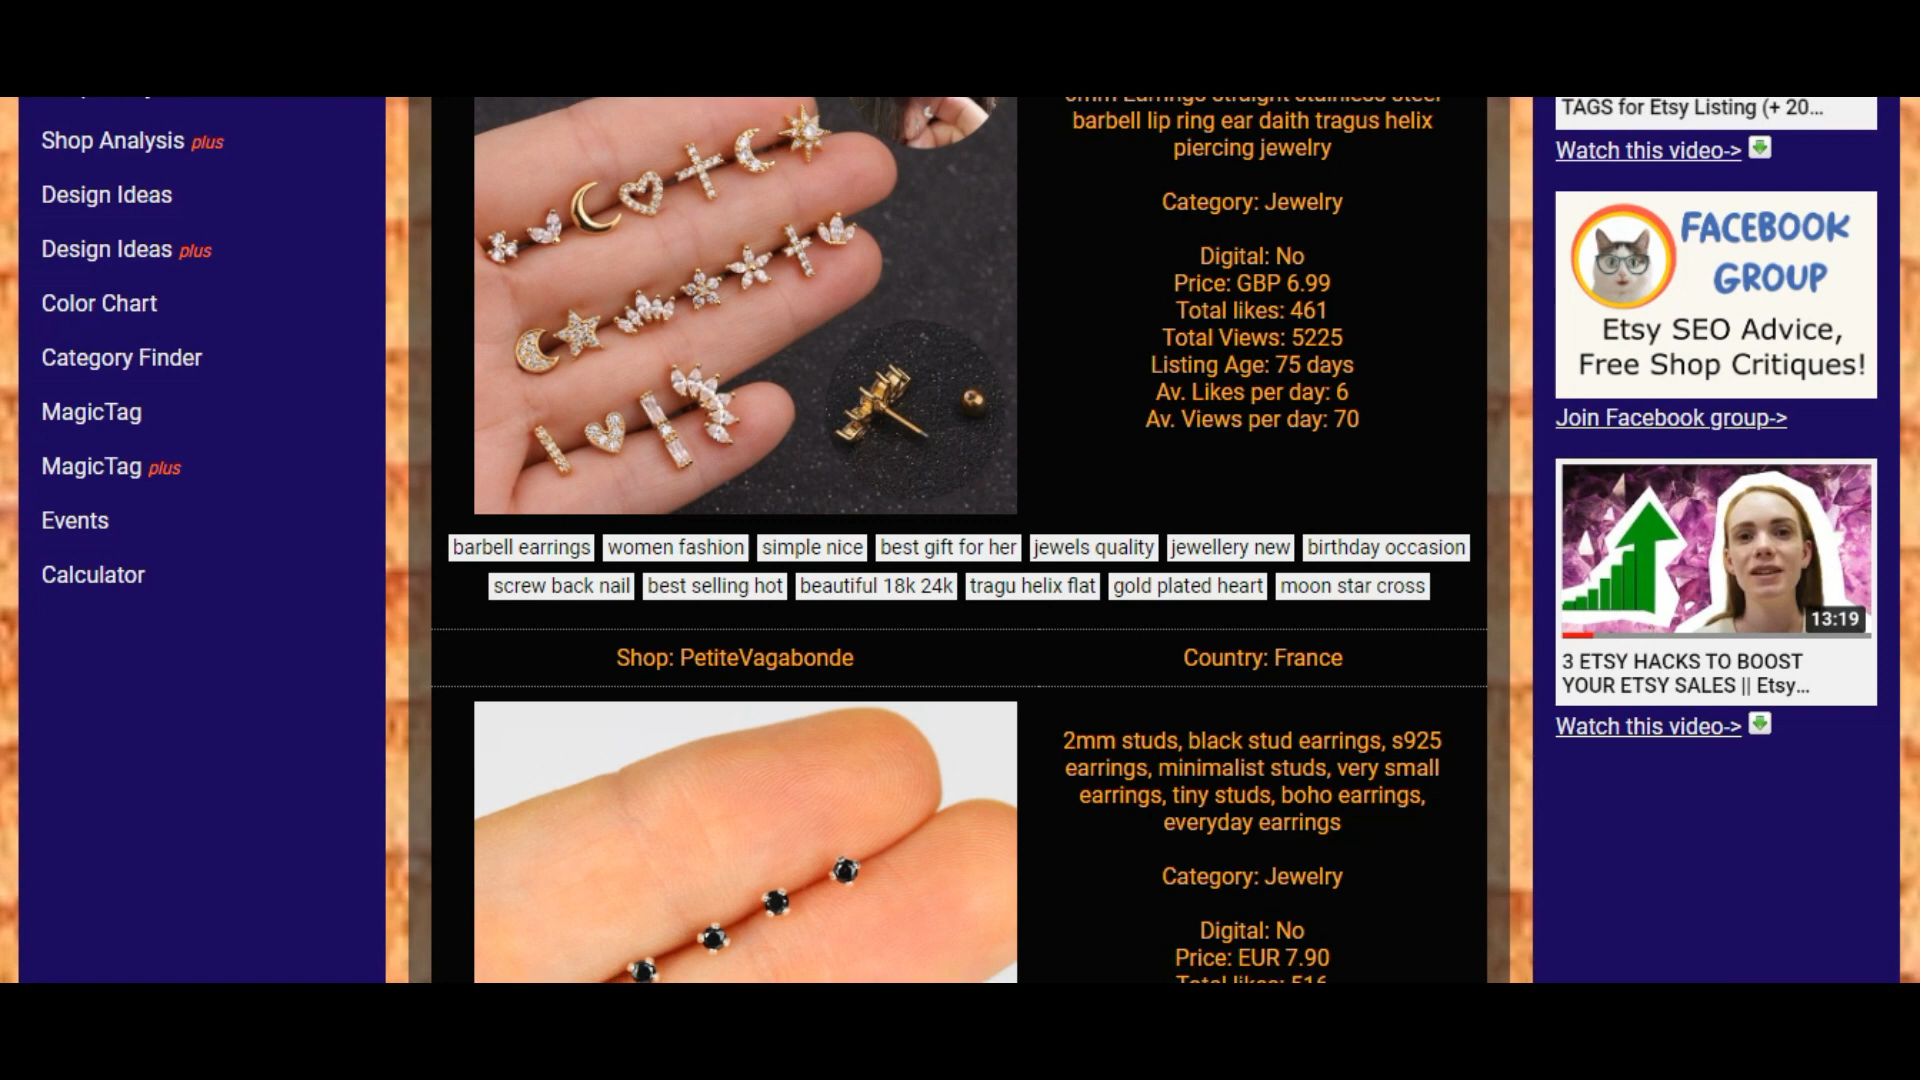 Shop Analysis plus
Design Ideas
Design Ideas plus
Color Chart
Category Finder
MagicTag
MagicTag plus
Events
Calculator
barbell lip ring ear daith tragus helix
piercing jewelry
Category: Jewelry
Digital: No
Price: GBP 6.99
Total likes: 461
Total Views: 5225
Listing Age: 75 days
Av. Likes per day: 6
Av. Views per day: 70
barbell earrings women fashion simple nice best gift for her jewels quality jewellery new birthday occasion
screw back nail best selling hot beautiful 18k 24k tragu helix flat gold plated heart moon star cross
Shop: PetiteVagabonde
Country: France
2mm studs, black stud earrings, s925
earrings, minimalist studs, very small
earrings, tiny studs, boho earrings,
everyday earrings
Category: Jewelry
Digital: No
Price: EUR 7.90
Total likes: 516
TAGS for Etsy Listing (+ 20...
Watch this video->
FACEBOOK
GROUP
Etsy SEO Advice,
Free Shop Critiques!
Join Facebook group->
13:19
3 ETSY HACKS TO BOOST
YOUR ETSY SALES || Etsy...
Watch this video->